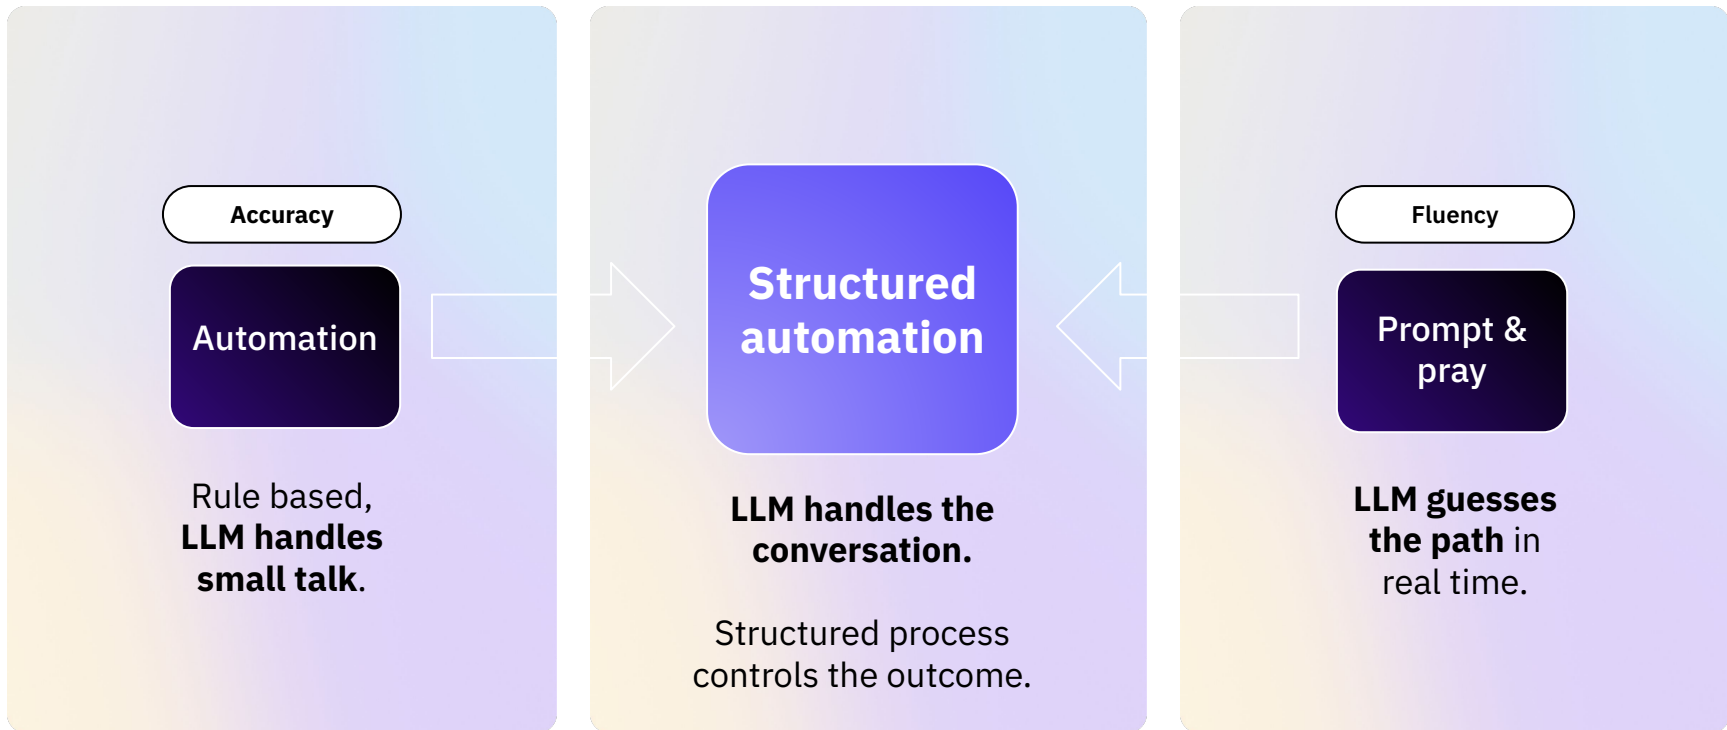 Accuracy
Automation
Rule based,
LLM handles
small talk.
Structured
automation
LLM handles the
conversation.
Structured process
controls the outcome.
Fluency
Prompt &
pray
LLM guesses
the path in
real time.